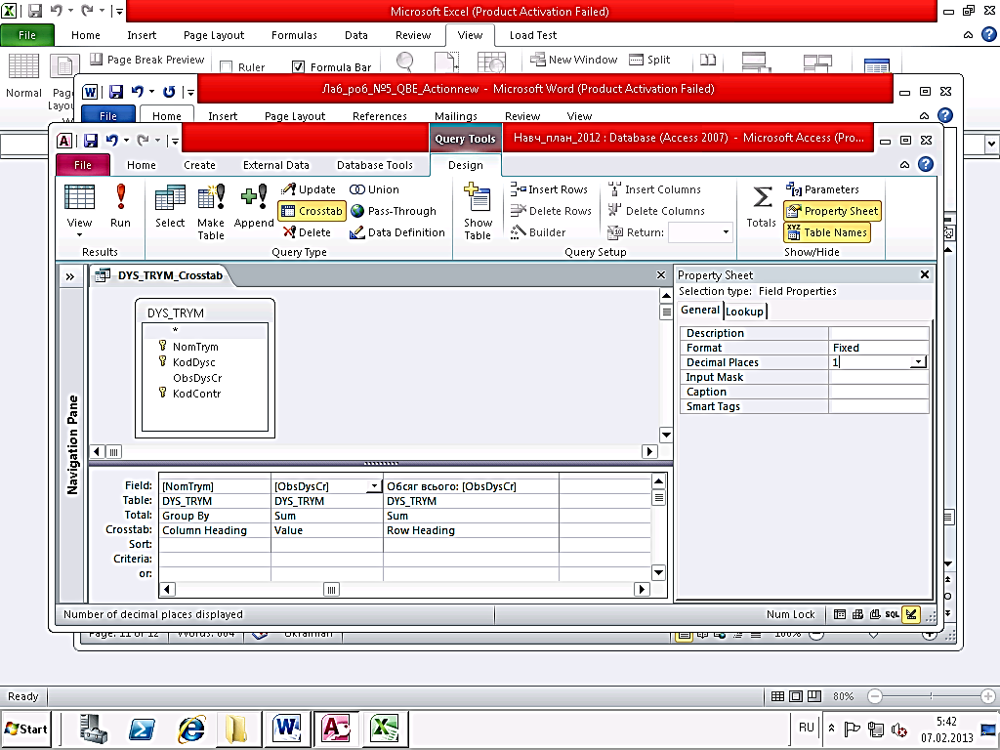 Microsoft Excel (Product Activation Failed)
File Home Insert Page Layout Formulas Data Review View Load Test
Normal Page Layou Page Break Preview Ruler Formula Bar New Window Split
Лаб_роб_№5_QBE_Actionnew - Microsoft Word (Product Activation Failed)
File Home Insert Page Layout References Mailings Review View
Query Tools Навч_план_2012 : Database (Access 2007) - Microsoft Access (Pro...
File Home Create External Data Database Tools Design
Update Union Insert Rows Insert Columns Parameters
Crosstab Pass-Through Delete Rows Delete Columns Property Sheet
View Run Select Make Table Append Delete Data Definition Show Table Builder Return: Totals Table Names
Results Query Type Query Setup Show/Hide
» DYS_TRYM_Crosstab
Property Sheet
Selection type: Field Properties
General Lookup
Description
Format Fixed
Decimal Places 1
Input Mask
Caption
Smart Tags
DYS_TRYM
*
NomTrym
KodDysc
ObsDysCr
KodContr
Navigation Pane
Field: [NomTrym] [ObsDysCr] Обсяг всього: [ObsDysCr]
Table: DYS_TRYM DYS_TRYM DYS_TRYM
Total: Group By Sum Sum
Crosstab: Column Heading Value Row Heading
Sort:
Criteria:
or:
Number of decimal places displayed Num Lock SQL
Page: 11 of 12 Words: 664 Ukrainian 100%
Ready 80%
Start RU 5:42
07.02.2013